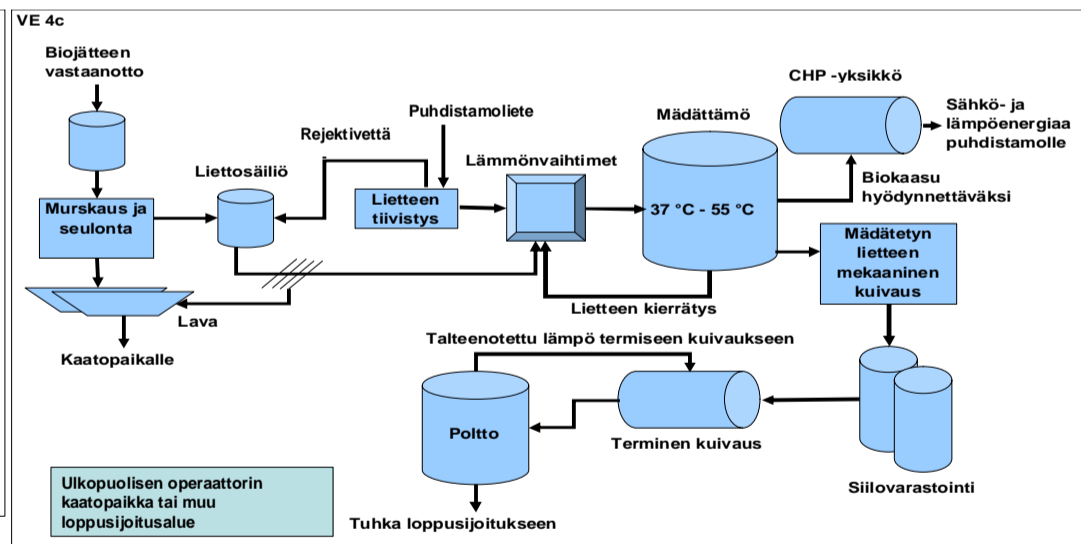 VE 4c
Biojätteen
vastaanotto
CHP -yksikkö
Puhdistamoliete
Mädättämö
Sähkö- ja
lämpöenergiaa
puhdistamolle
Rejektivettä
Lämmönvaihtimet
Liettosäiliö
Biokaasu
hyödynnettäväksi
Murskaus ja
seulonta
Lietteen
tiivistys
37 °C - 55 °C
Mädätetyn
lietteen
mekaaninen
kuivaus
Lietteen kierrätys
Lava
Kaatopaikalle
Talteenotettu lämpö termiseen kuivaukseen
Poltto
Terminen kuivaus
Siilovarastointi
Ulkopuolisen operaattorin
kaatopaikka tai muu
loppusijoitusalue
Tuhka loppusijoitukseen